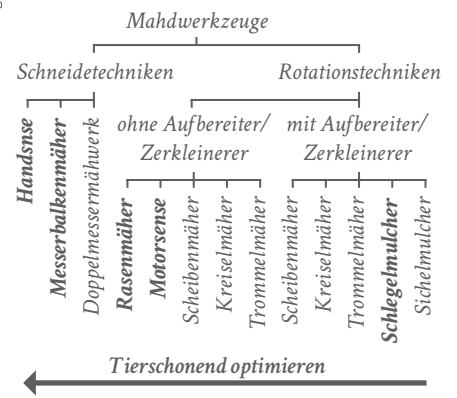 Mahdwerkzeuge
Schneidetechniken
Rotationstechniken
ohne Aufbereiter/
Zerkleinerer
mit Aufbereiter/
Zerkleinerer
Handsnse
Messerbalkenmäher
Doppelmessermähwerk
Rasenmäher
Motorsense
Scheibenmäher
Kreiselmäher
Trommelmäher
Scheibenmäher
Kreiselmäher
Trommelmäher
Schlegelmulcher
Sichelmulcher
Tierschonend optimieren